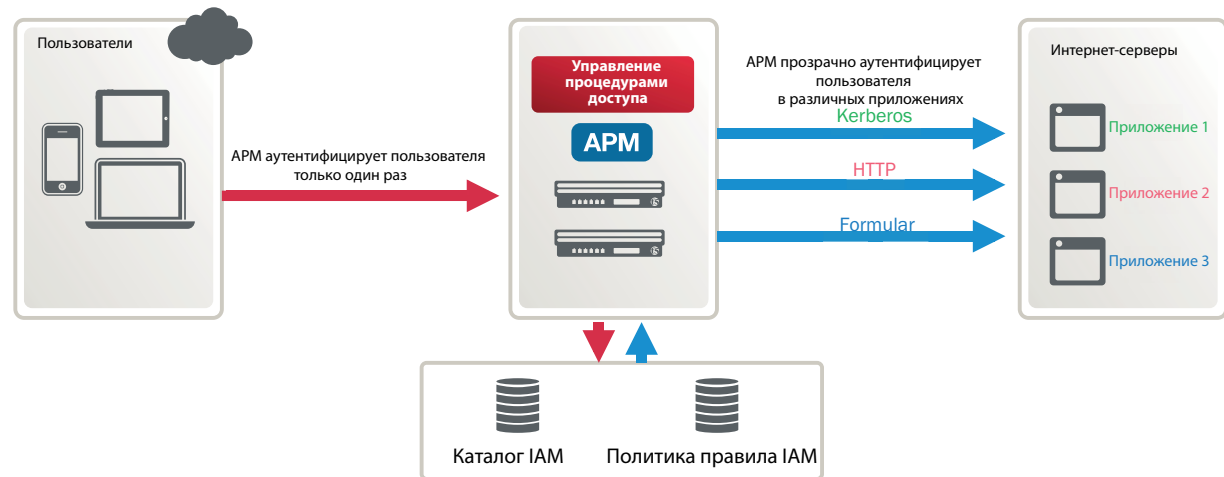 Пользователи
APM аутентифицирует пользователя
только один раз
Управление
процедурами
доступа
APM
APM прозрачно аутентифицирует
пользователя
в различных приложениях
Kerberos
HTTP
Formular
Интернет-серверы
Приложение 1
Приложение 2
Приложение 3
Каталог IAM
Политика правила IAM